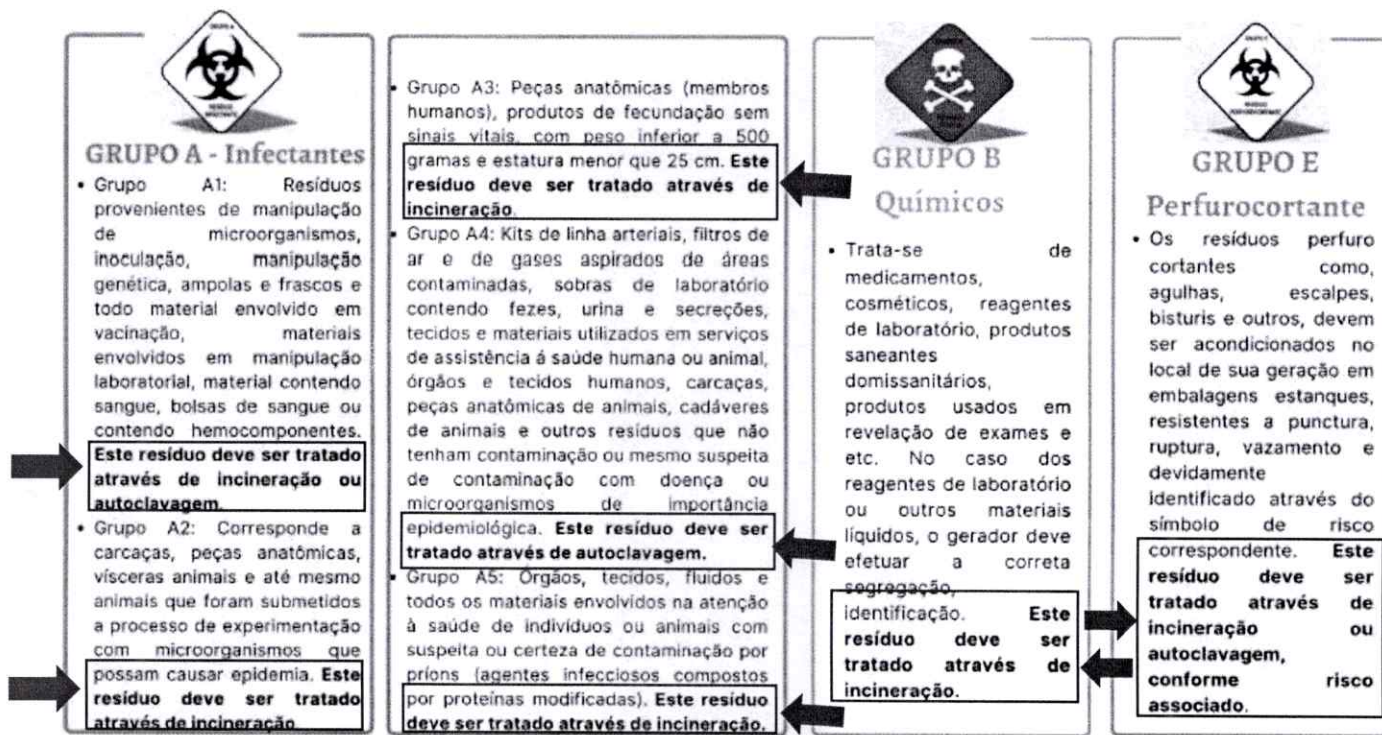 GRUPO A
RESÍDUO
INFECTANTE
GRUPO A - Infectantes
• Grupo A1: Resíduos
provenientes de manipulação
de microorganismos,
inoculação, manipulação
genética, ampolas e frascos e
todo material envolvido em
vacinação, materiais
envolvidos em manipulação
laboratorial, material contendo
sangue, bolsas de sangue ou
contendo hemocomponentes.
Este resíduo deve ser tratado
através de incineração ou
autoclavagem.
• Grupo A2: Corresponde a
carcaças, peças anatômicas,
vísceras animais e até mesmo
animais que foram submetidos
a processo de experimentação
com microorganismos que
possam causar epidemia. Este
resíduo deve ser tratado
através de incineração.
• Grupo A3: Peças anatômicas (membros
humanos), produtos de fecundação sem
sinais vitais, com peso inferior a 500
gramas e estatura menor que 25 cm. Este
resíduo deve ser tratado através de
incineração.
• Grupo A4: Kits de linha arteriais, filtros de
ar e de gases aspirados de áreas
contaminadas, sobras de laboratório
contendo fezes, urina e secreções,
tecidos e materiais utilizados em serviços
de assistência á saúde humana ou animal,
órgãos e tecidos humanos, carcaças,
peças anatômicas de animais, cadáveres
de animais e outros resíduos que não
tenham contaminação ou mesmo suspeita
de contaminação com doença ou
microorganismos de importância
epidemiológica. Este resíduo deve ser
tratado através de autoclavagem.
• Grupo A5: Órgãos, tecidos, fluidos e
todos os materiais envolvidos na atenção
à saúde de indivíduos ou animais com
suspeita ou certeza de contaminação por
príons (agentes infecciosos compostos
por proteínas modificadas). Este resíduo
deve ser tratado através de incineração.
GRUPO B
Químicos
• Trata-se de
medicamentos,
cosméticos, reagentes
de laboratório, produtos
saneantes
domissanitários,
produtos usados em
revelação de exames e
etc. No caso dos
reagentes de laboratório
ou outros materiais
líquidos, o gerador deve
efetuar a correta
segregação,
identificação. Este
resíduo deve ser
tratado através de
incineração.
GRUPO E
RESÍDUO
PERFUROCORTANTE
GRUPO E
Perfurocortante
• Os resíduos perfuro
cortantes como,
agulhas, escalpes,
bisturis e outros, devem
ser acondicionados no
local de sua geração em
embalagens estanques,
resistentes a punctura,
ruptura, vazamento e
devidamente
identificado através do
símbolo de risco
correspondente. Este
resíduo deve ser
tratado através de
incineração ou
autoclavagem,
conforme risco
associado.